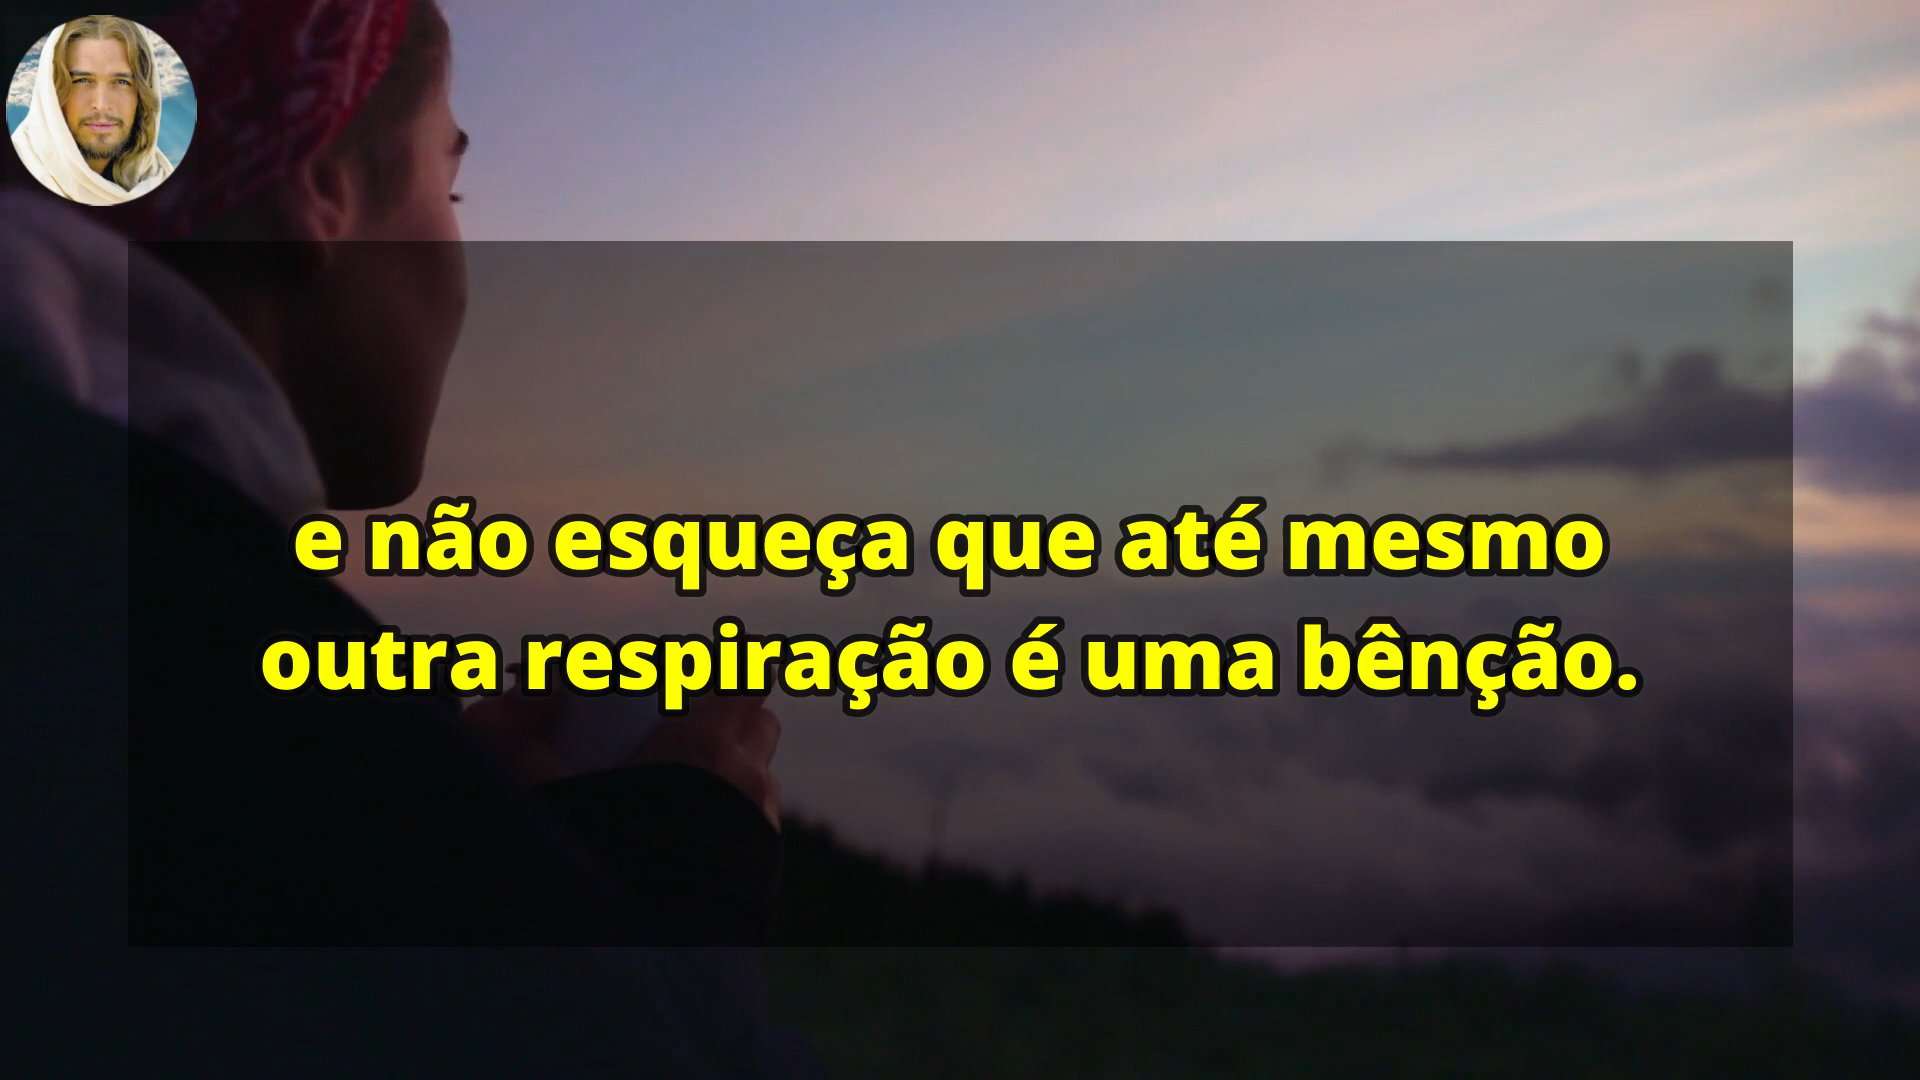 e não esqueça que até mesmo
outra respiração é uma bênção.